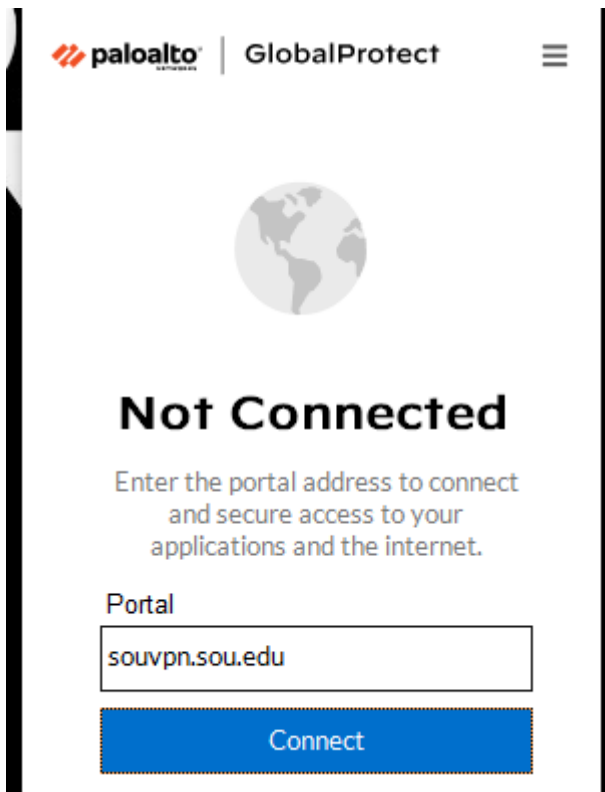 paloalto NETWORKS | GlobalProtect
Not Connected
Enter the portal address to connect
and secure access to your
applications and the internet.
Portal
souvpn.sou.edu
Connect